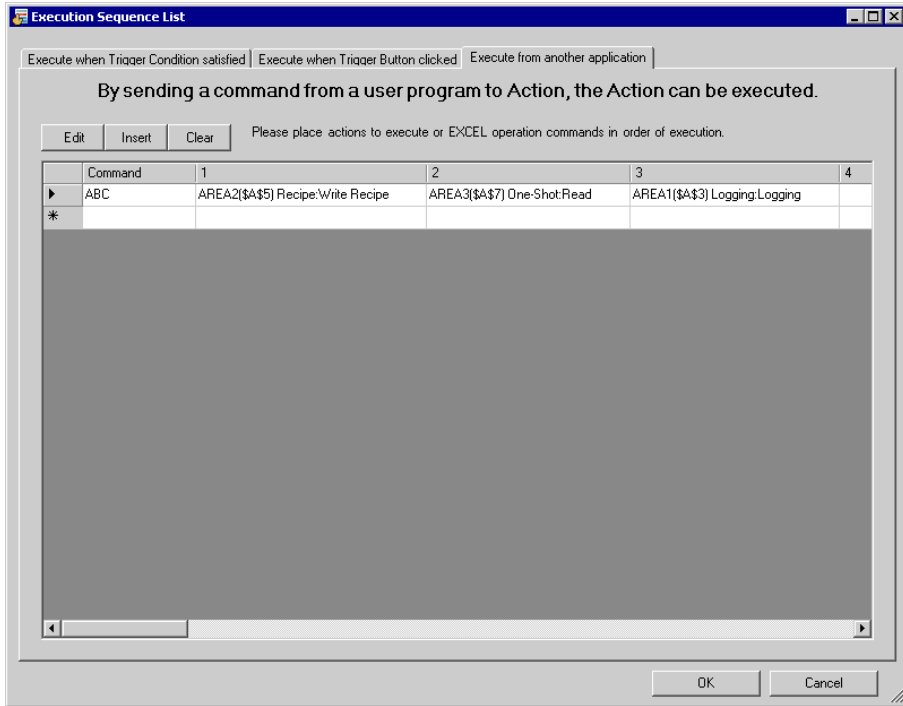 Execution Sequence List
Execute when Trigger Condition satisfied Execute when Trigger Button clicked Execute from another application
By sending a command from a user program to Action, the Action can be executed.
Edit Insert Clear Please place actions to execute or EXCEL operation commands in order of execution.
Command 1 2 3 4
ABC AREA2($A$5) Recipe:Write Recipe AREA3($A$7) One-Shot:Read AREA1($A$3) Logging:Logging
OK Cancel